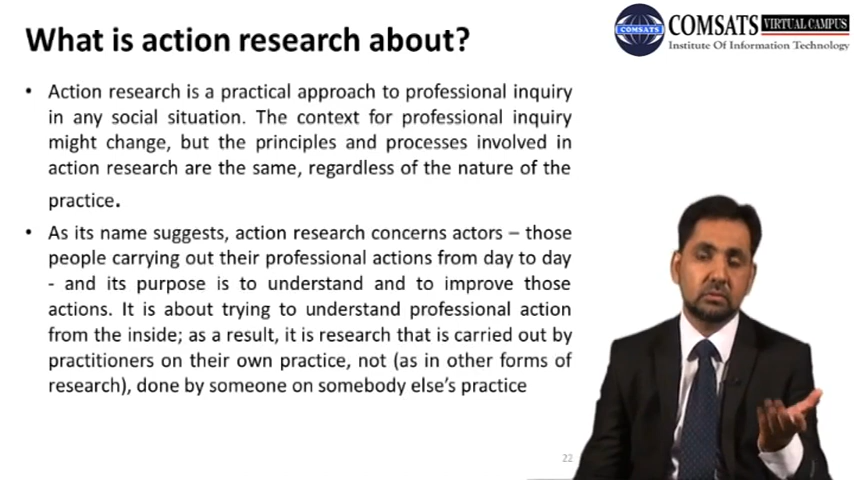 What is action research about?
COMSATS VIRTUAL CAMPUS
COMSATS
Institute Of Information Technology
• Action research is a practical approach to professional inquiry
in any social situation. The context for professional inquiry
might change, but the principles and processes involved in
action research are the same, regardless of the nature of the
practice.
• As its name suggests, action research concerns actors – those
people carrying out their professional actions from day to day
- and its purpose is to understand and to improve those
actions. It is about trying to understand professional action
from the inside; as a result, it is research that is carried out by
practitioners on their own practice, not (as in other forms of
research), done by someone on somebody else's practice
22